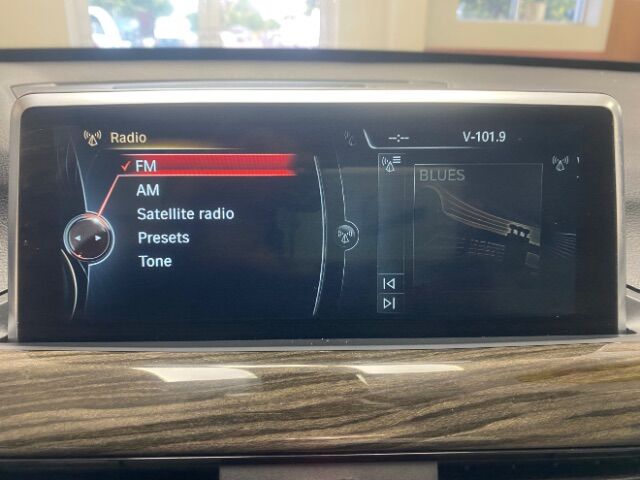 Radio
--:--
V-101.9
FM
AM
Satellite radio
Presets
Tone
BLUES